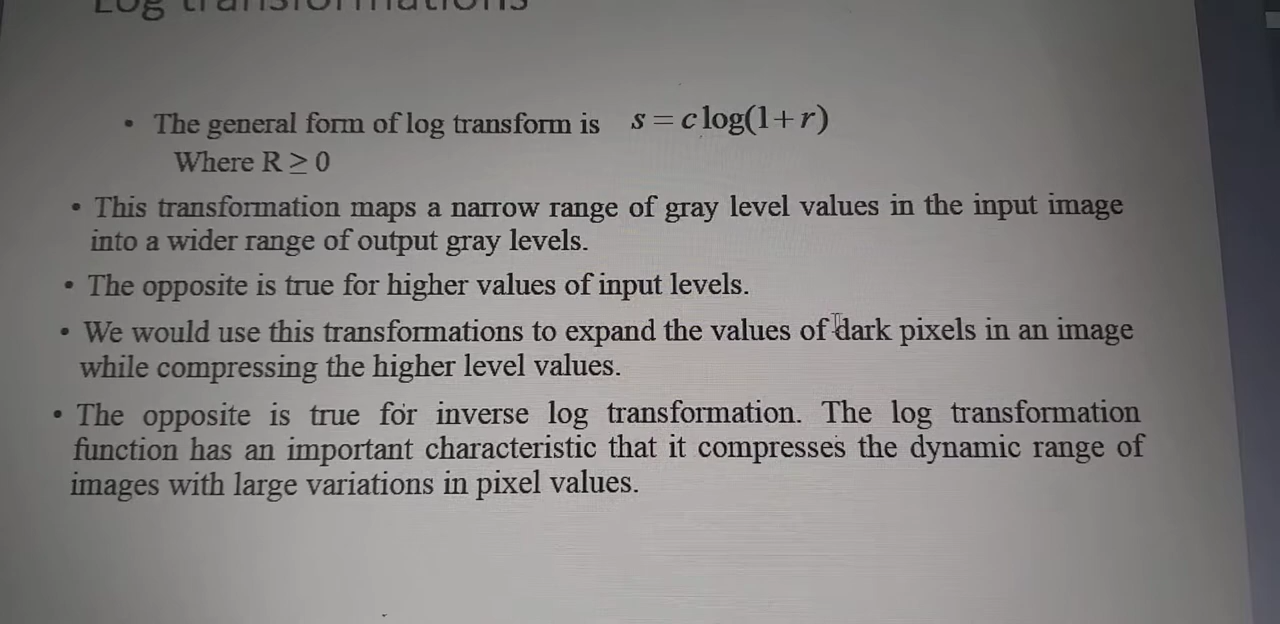 Log transformations
• The general form of log transform is s = c log(1+r)
Where R ≥ 0
• This transformation maps a narrow range of gray level values in the input image
into a wider range of output gray levels.
• The opposite is true for higher values of input levels.
• We would use this transformations to expand the values of dark pixels in an image
while compressing the higher level values.
• The opposite is true for inverse log transformation. The log transformation
function has an important characteristic that it compresses the dynamic range of
images with large variations in pixel values.